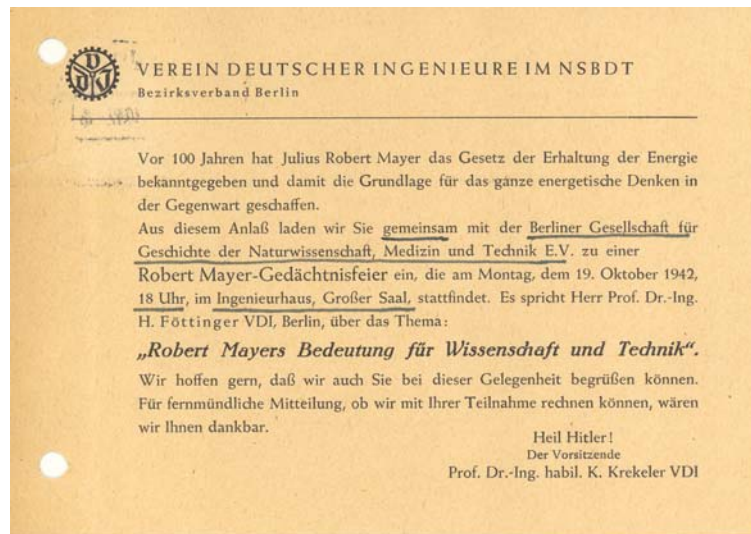 VDI
VEREIN DEUTSCHER INGENIEURE IM NSBDT
Bezirksverband Berlin
Vor 100 Jahren hat Julius Robert Mayer das Gesetz der Erhaltung der Energie
bekanntgegeben und damit die Grundlage für das ganze energetische Denken in
der Gegenwart geschaffen.
Aus diesem Anlaß laden wir Sie gemeinsam mit der Berliner Gesellschaft für
Geschichte der Naturwissenschaft, Medizin und Technik E.V. zu einer
Robert Mayer-Gedächtnisfeier ein, die am Montag, dem 19. Oktober 1942,
18 Uhr, im Ingenieurhaus, Großer Saal, stattfindet. Es spricht Herr Prof. Dr.-Ing.
H. Föttinger VDI, Berlin, über das Thema:
„Robert Mayers Bedeutung für Wissenschaft und Technik“.
Wir hoffen gern, daß wir auch Sie bei dieser Gelegenheit begrüßen können.
Für fernmündliche Mitteilung, ob wir mit Ihrer Teilnahme rechnen können, wären
wir Ihnen dankbar.
Heil Hitler!
Der Vorsitzende
Prof. Dr.-Ing. habil. K. Krekeler VDI